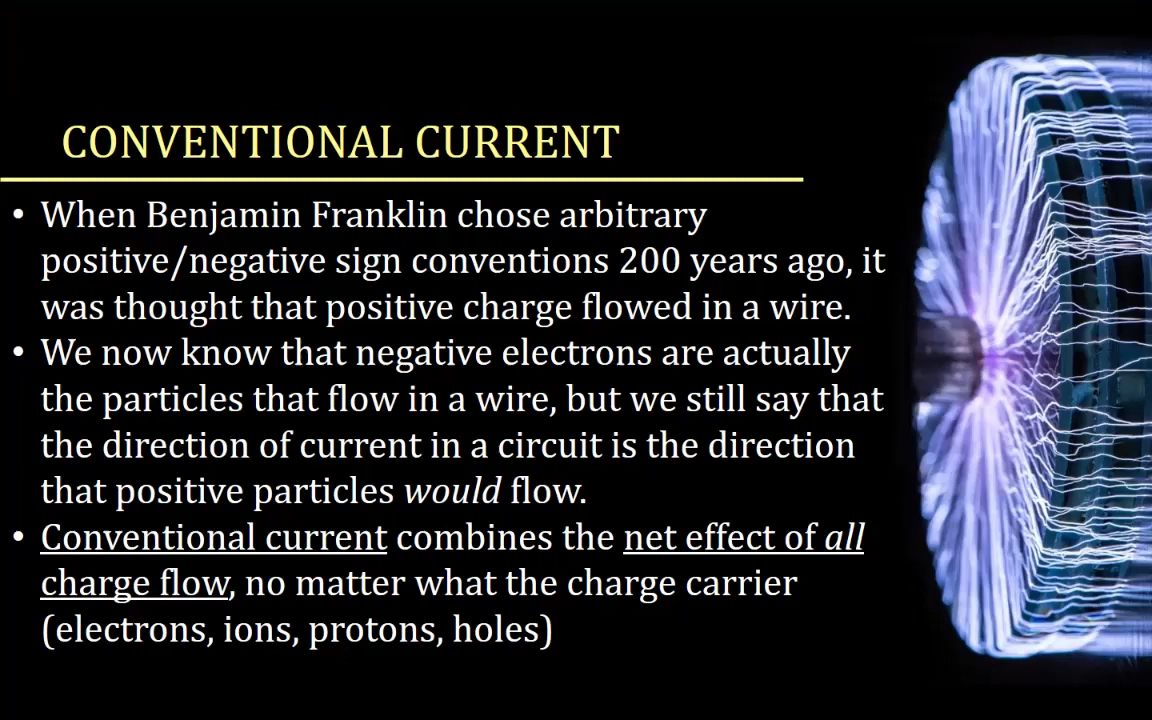 CONVENTIONAL CURRENT
• When Benjamin Franklin chose arbitrary
positive/negative sign conventions 200 years ago, it
was thought that positive charge flowed in a wire.
• We now know that negative electrons are actually
the particles that flow in a wire, but we still say that
the direction of current in a circuit is the direction
that positive particles would flow.
• Conventional current combines the net effect of all
charge flow, no matter what the charge carrier
(electrons, ions, protons, holes)